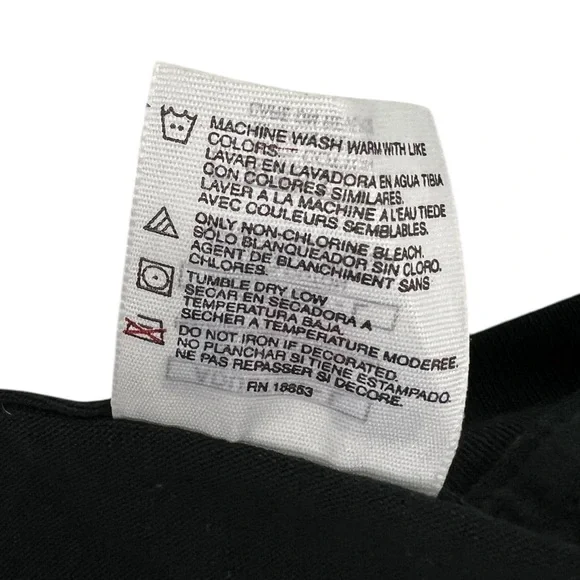 MACHINE WASH WARM WITH LIKE
COLORS
LAVAR EN LAVADORA EN AGUA TIBIA
CON COLORES SIMILARES.
LAVER A LA MACHINE A L'EAU TIEDE
AVEC COULEURS SEMBLABLES.
ONLY NON-CHLORINE BLEACH.
SOLO BLANQUEADOR SIN CLORO.
AGENT DE BLANCHIMENT SANS
CHLORES.
TUMBLE DRY LOW
SECAR EN SECADORA A
TEMPERATURA BAJA.
SECHER A TEMPERATURE MODEREE.
DO NOT IRON IF DECORATED.
NO PLANCHAR SI TIENE ESTAMPADO.
NE PAS REPASSER SI DECORE.
RN 18853